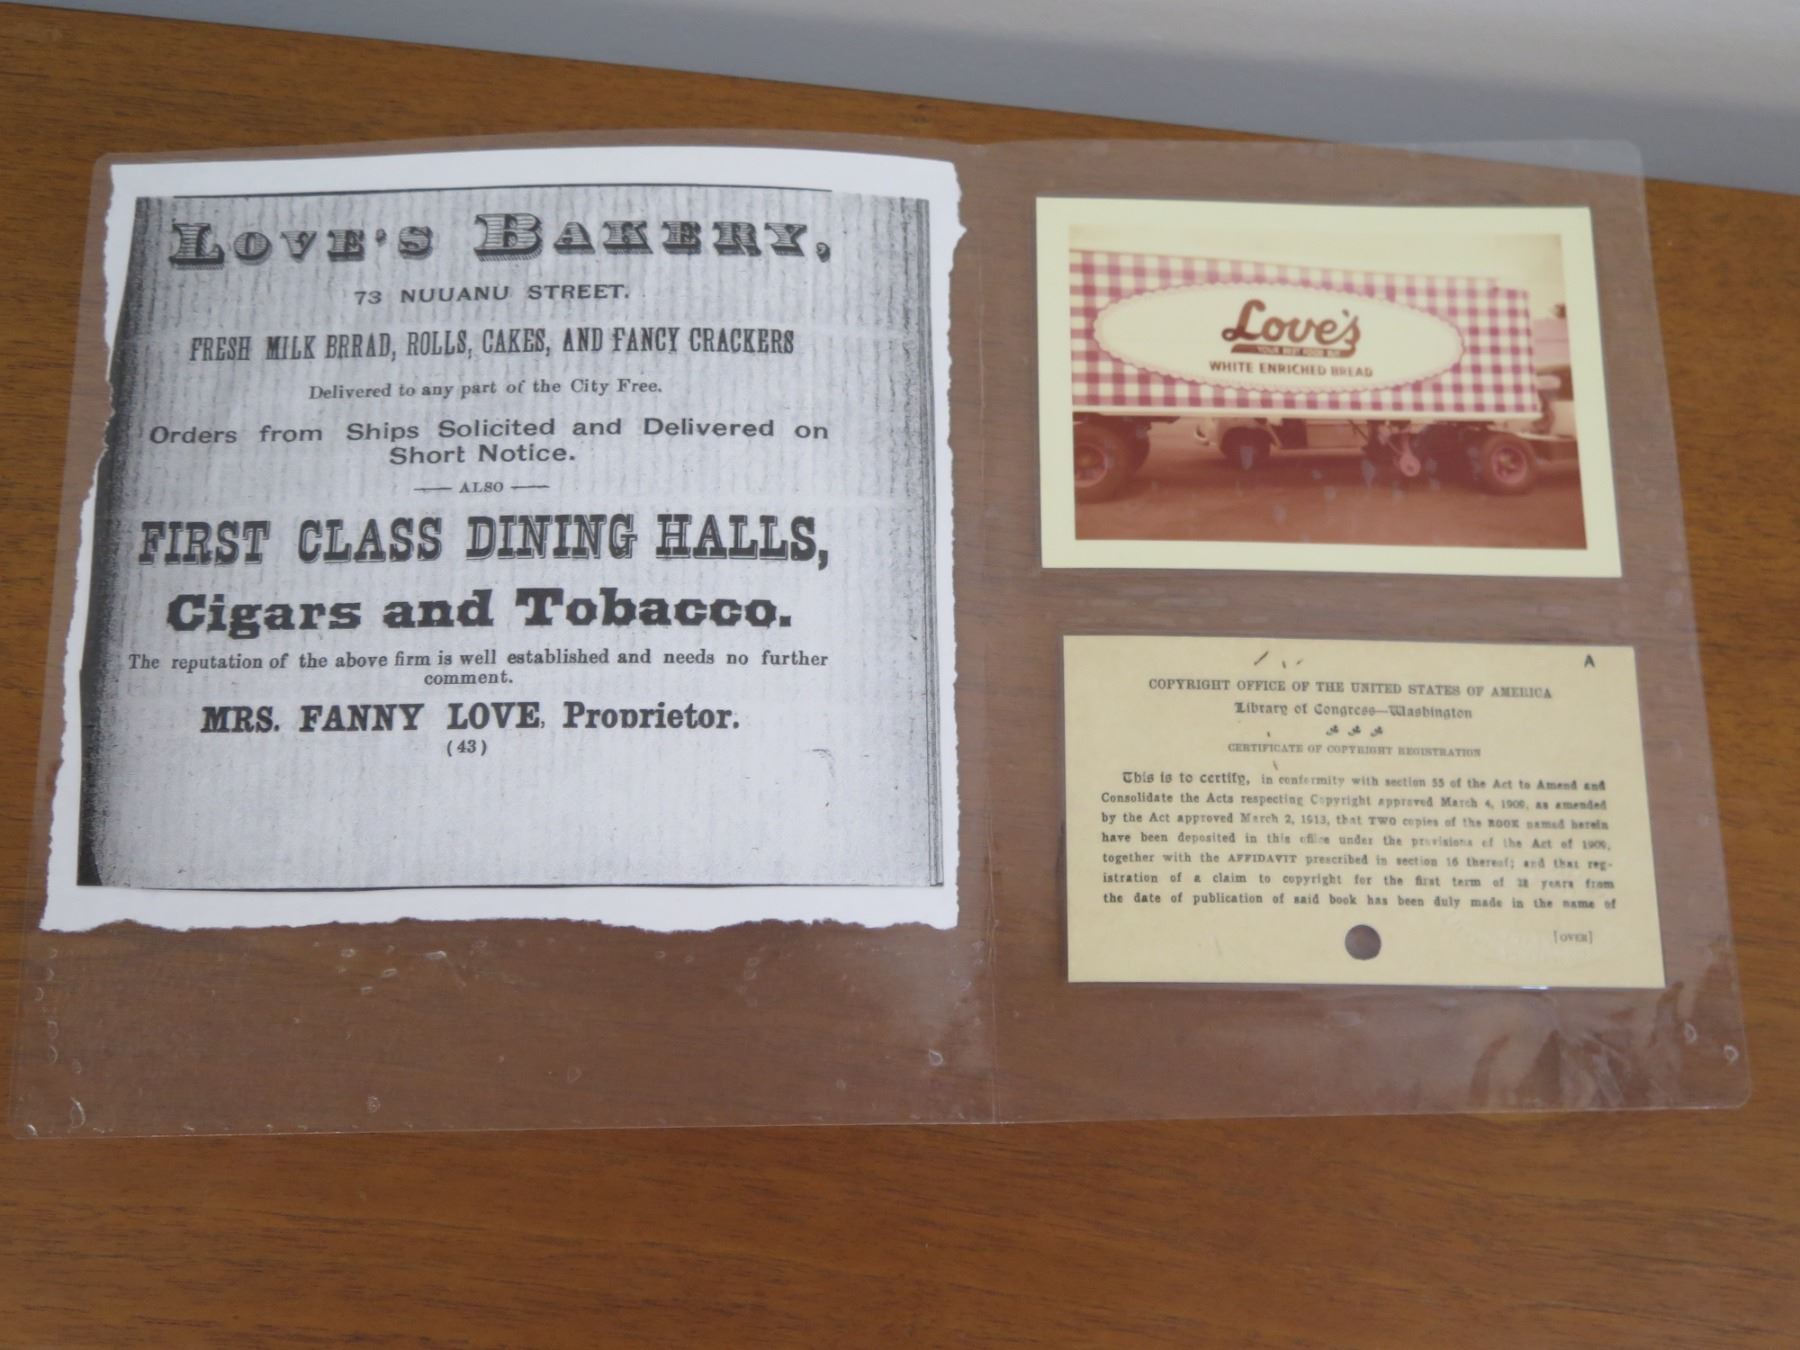 LOVE'S BAKERY,
73 NUUANU STREET.
FRESH MILK BRRAD, ROLLS, CAKES, AND FANCY CRACKERS
Delivered to any part of the City Free.
Orders from Ships Solicited and Delivered on
Short Notice.
ALSO
FIRST CLASS DINING HALLS,
Cigars and Tobacco.
The reputation of the above firm is well established and needs no further
comment.
MRS. FANNY LOVE, Proprietor.
(43)
Love's
WHITE ENRICHED BREAD
A
COPYRIGHT OFFICE OF THE UNITED STATES OF AMERICA
Library of Congress—Washington
CERTIFICATE OF COPYRIGHT REGISTRATION
This is to certify, in conformity with section 55 of the Act to Amend and
Consolidate the Acts respecting Copyright approved March 4, 1909, as amended
by the Act approved March 2, 1913, that TWO copies of the BOOK named herein
have been deposited in this office under the provisions of the Act of 1909,
together with the AFFIDAVIT prescribed in section 16 thereof; and that reg-
istration of a claim to copyright for the first term of 28 years from
the date of publication of said book has been duly made in the name of
[OVER]